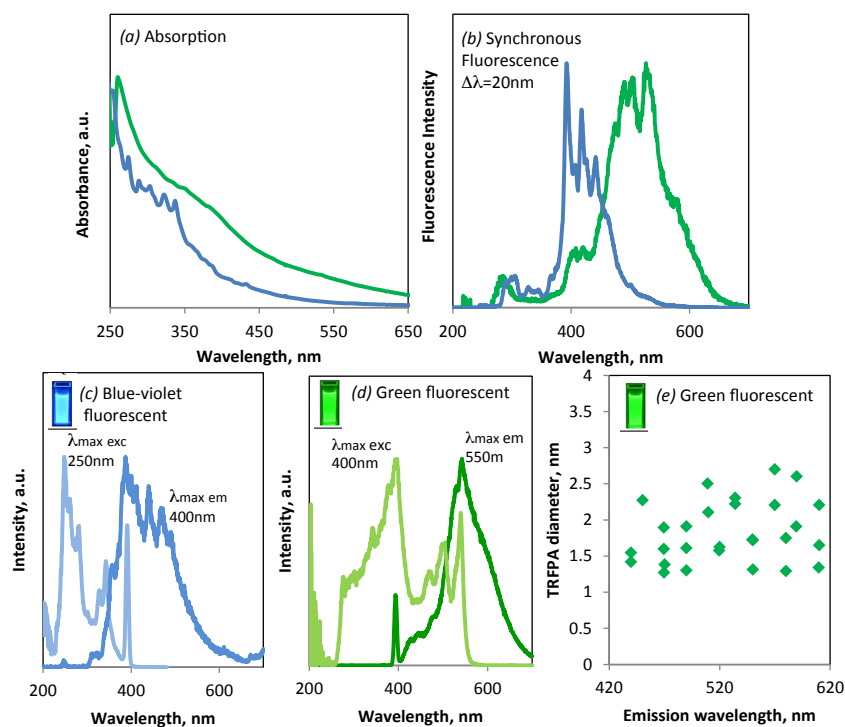 (a) Absorption
Absorbance, a.u.
250 350 450 550 650
Wavelength, nm
(b) Synchronous
Fluorescence
Δλ=20nm
Fluorescence Intensity
200 400 600
Wavelength, nm
(c) Blue-violet
fluorescent
λmax exc
250nm
λmax em
400nm
Intensity, a.u.
200 400 600
Wavelength, nm
(d) Green fluorescent
λmax exc
400nm
λmax em
550m
Intensity, a.u.
200 400 600
Wavelength, nm
(e) Green fluorescent
TRFPA diameter, nm
4
3.5
3
2.5
2
1.5
1
0.5
0
420 520 620
Emission wavelength, nm